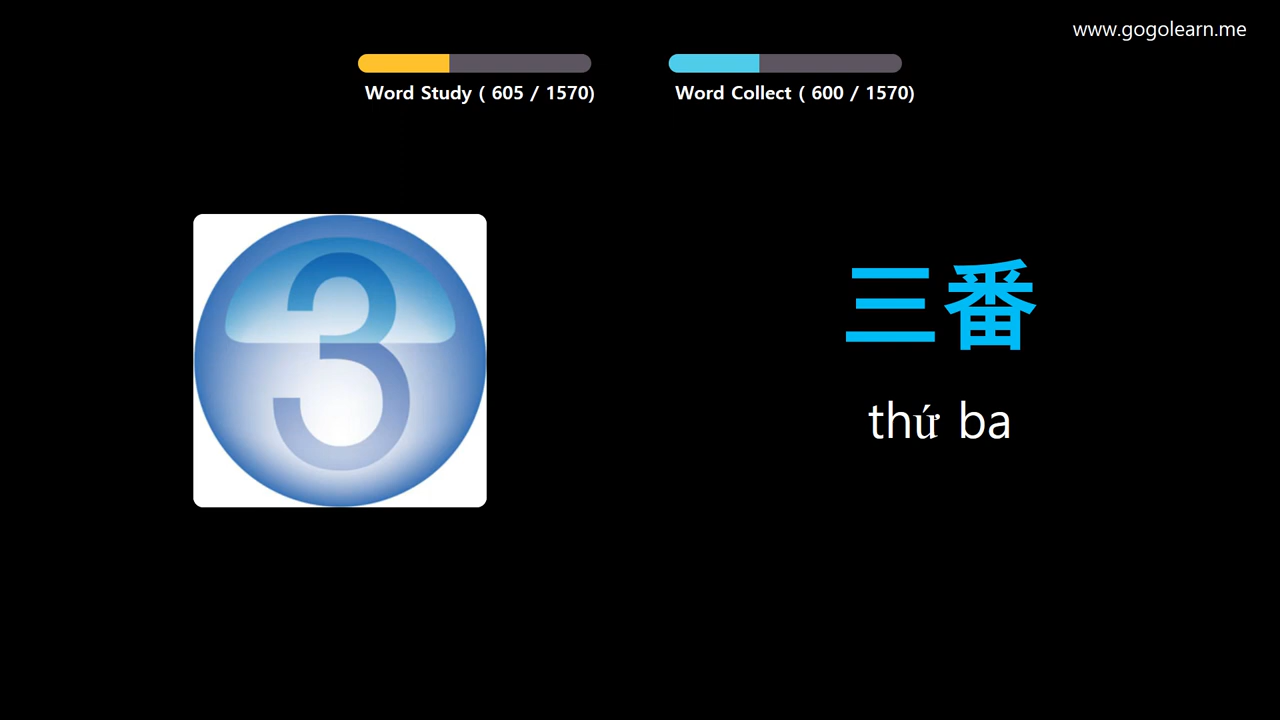 www.gogolearn.me
Word Study ( 605 / 1570)
Word Collect ( 600 / 1570)
3
三番
thứ ba